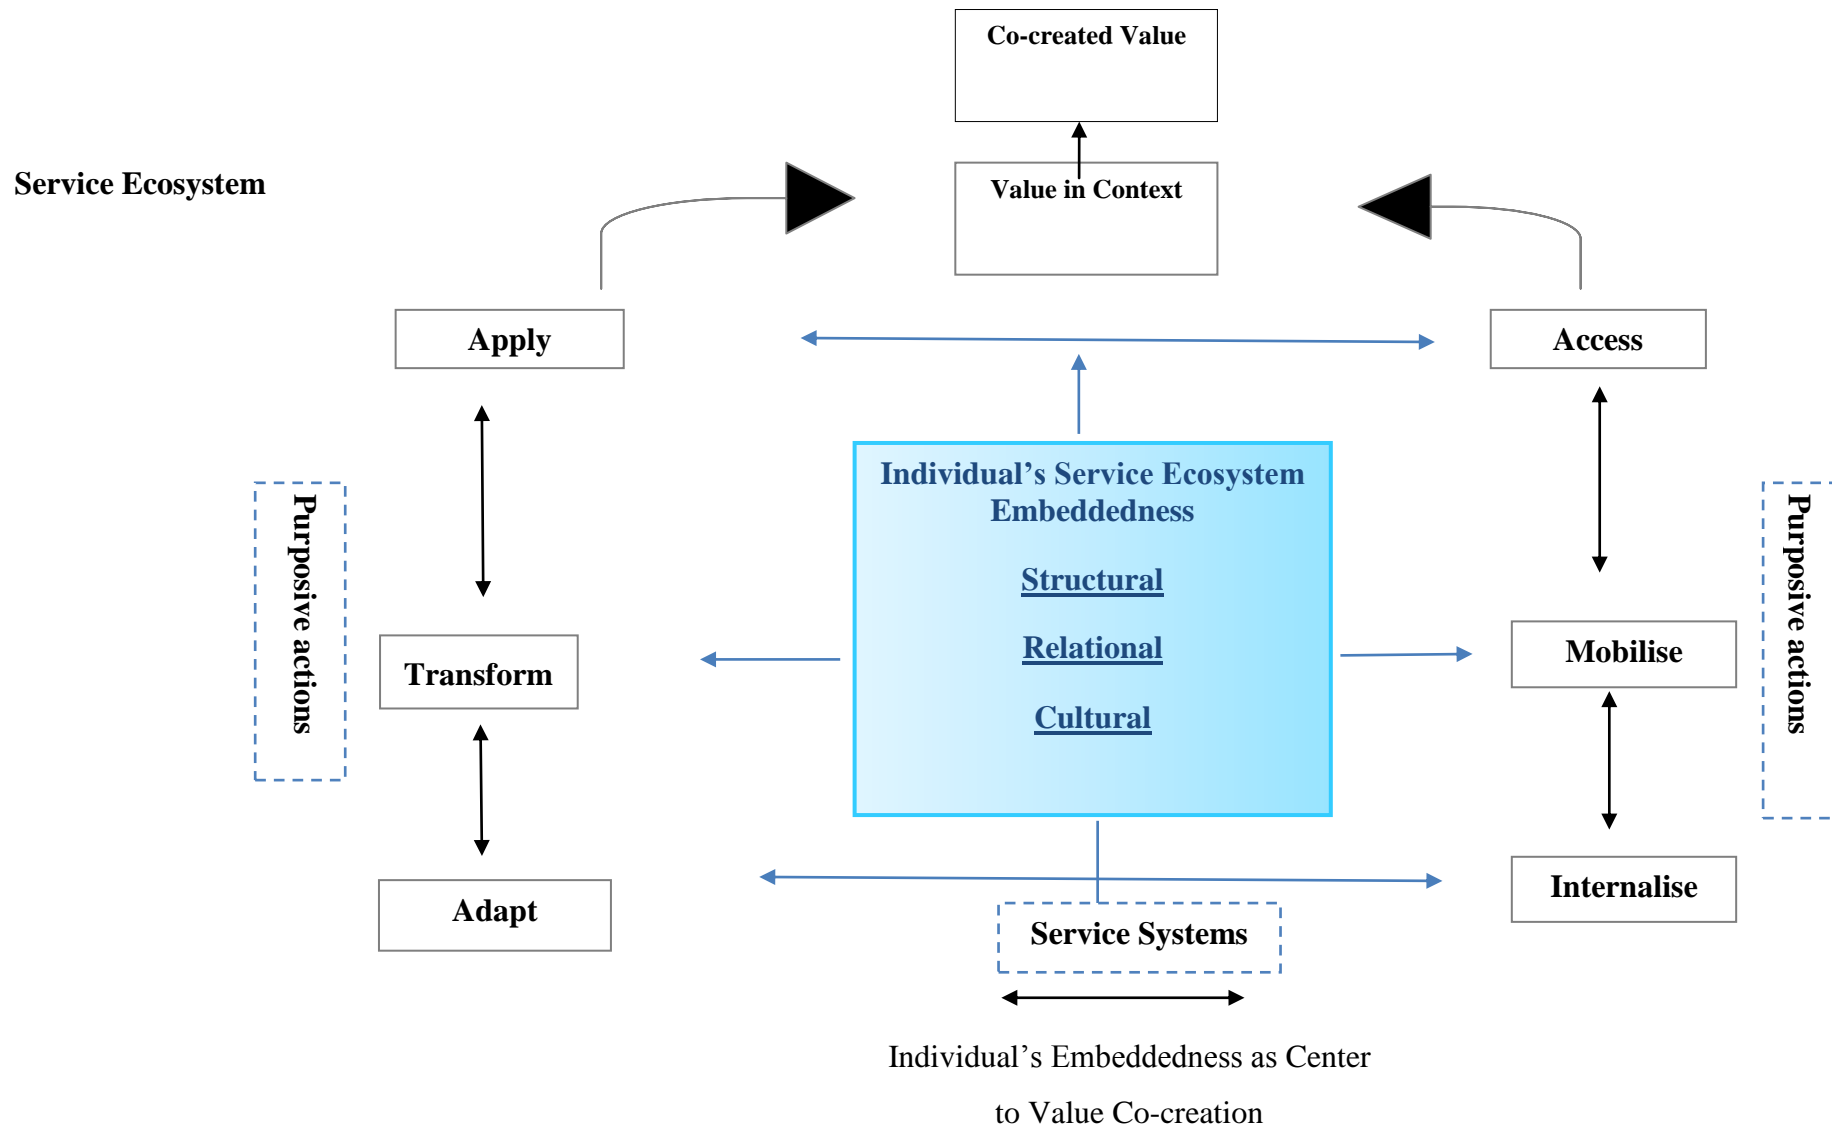 Co-created Value
Service Ecosystem
Value in Context
Apply
Access
Individual’s Service Ecosystem
Embeddedness
Structural
Relational
Cultural
Purposive actions
Purposive actions
Transform
Mobilise
Adapt
Internalise
Service Systems
Individual’s Embeddedness as Center
to Value Co-creation